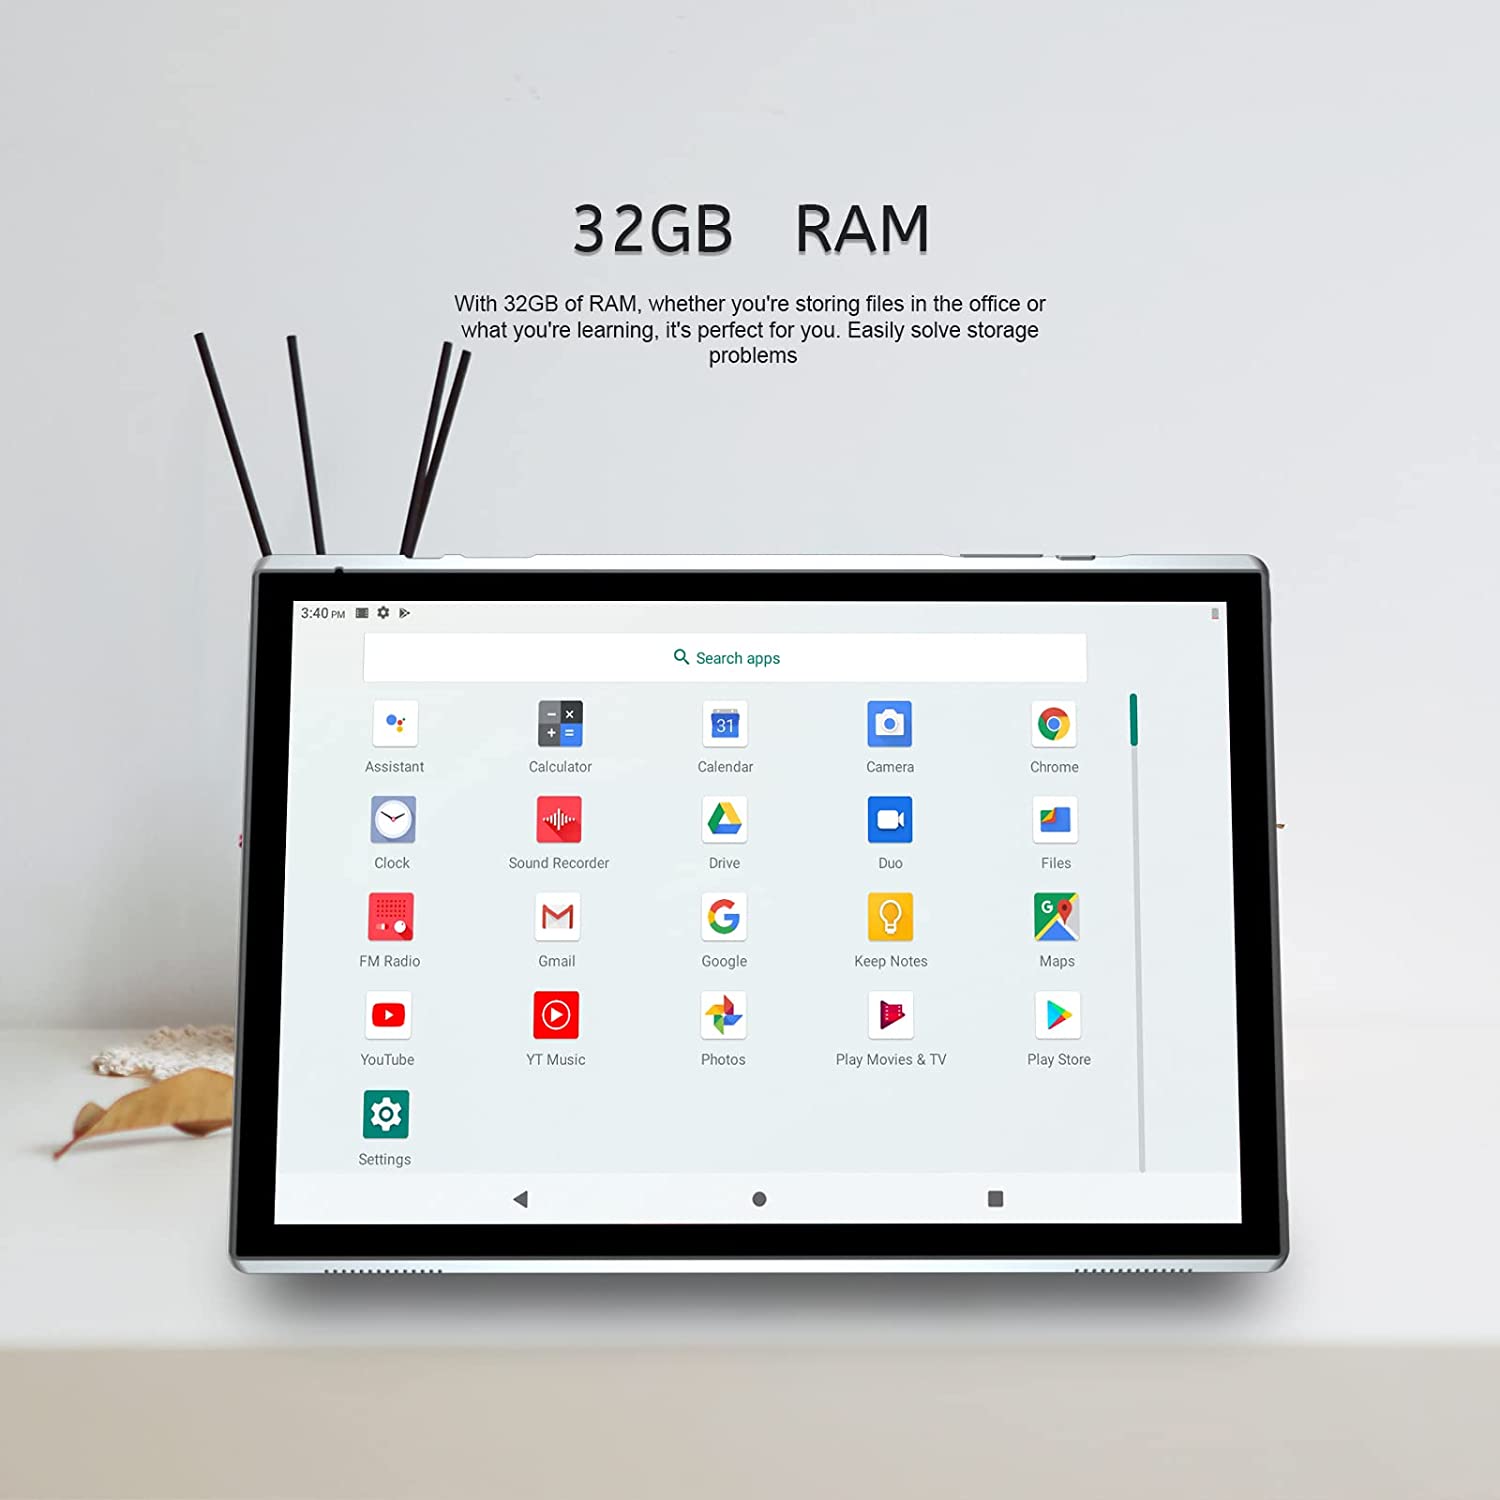 32GB RAM
With 32GB of RAM, whether you're storing files in the office or
what you're learning, it's perfect for you. Easily solve storage
problems
3:40 PM
Search apps
31
Assistant
Calculator
Calendar
Camera
Chrome
Clock
Sound Recorder
Drive
Duo
Files
G
FM Radio
Gmail
Google
Keep Notes
Maps
YouTube
YT Music
Photos
Play Movies & TV
Play Store
Settings